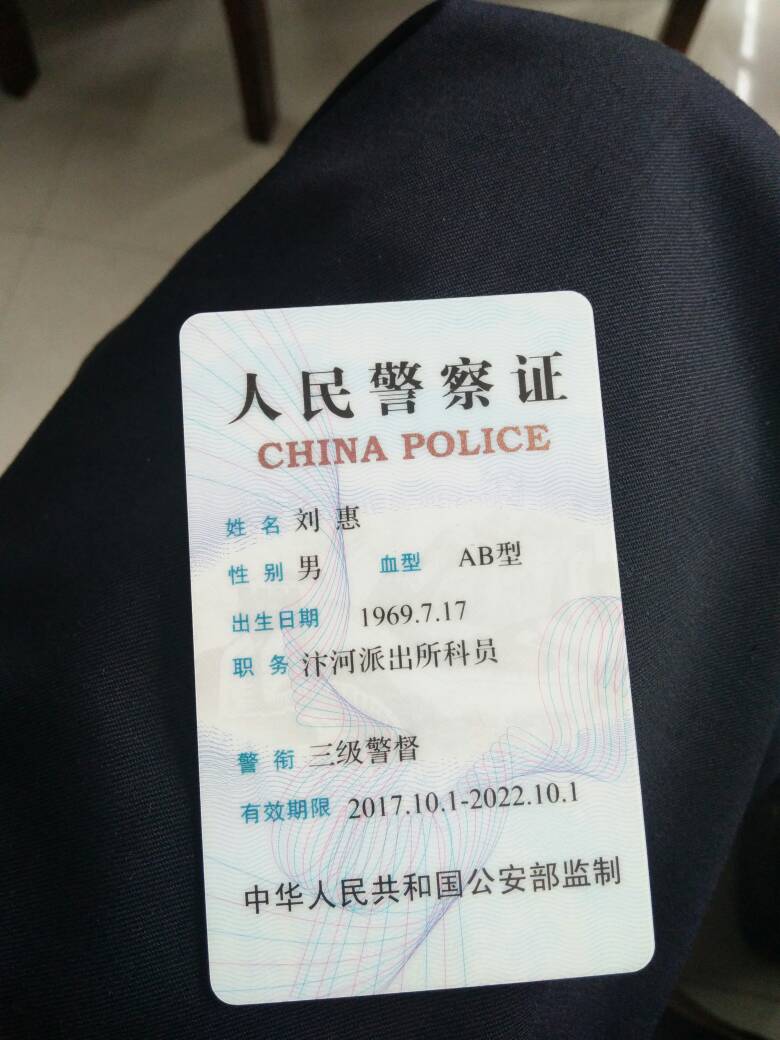 人民警察证
CHINA POLICE
姓名 刘惠
性别 男 血型 AB型
出生日期 1969.7.17
职务 汴河派出所科员
警衔 三级警督
有效期限 2017.10.1-2022.10.1
中华人民共和国公安部监制